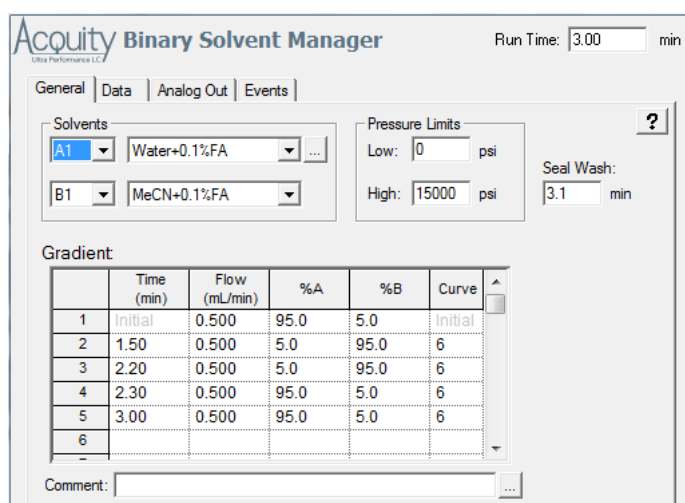 Acquity Binary Solvent Manager
Ultra Performance LC
Run Time: 3.00 min
General Data Analog Out Events
?
Solvents
A1 Water+0.1%FA ...
B1 MeCN+0.1%FA
Pressure Limits
Low: 0 psi
High: 15000 psi
Seal Wash:
3.1 min
Gradient:
Time (min) Flow (mL/min) %A %B Curve
1 Initial 0.500 95.0 5.0 Initial
2 1.50 0.500 5.0 95.0 6
3 2.20 0.500 5.0 95.0 6
4 2.30 0.500 95.0 5.0 6
5 3.00 0.500 95.0 5.0 6
6
Comment: ...